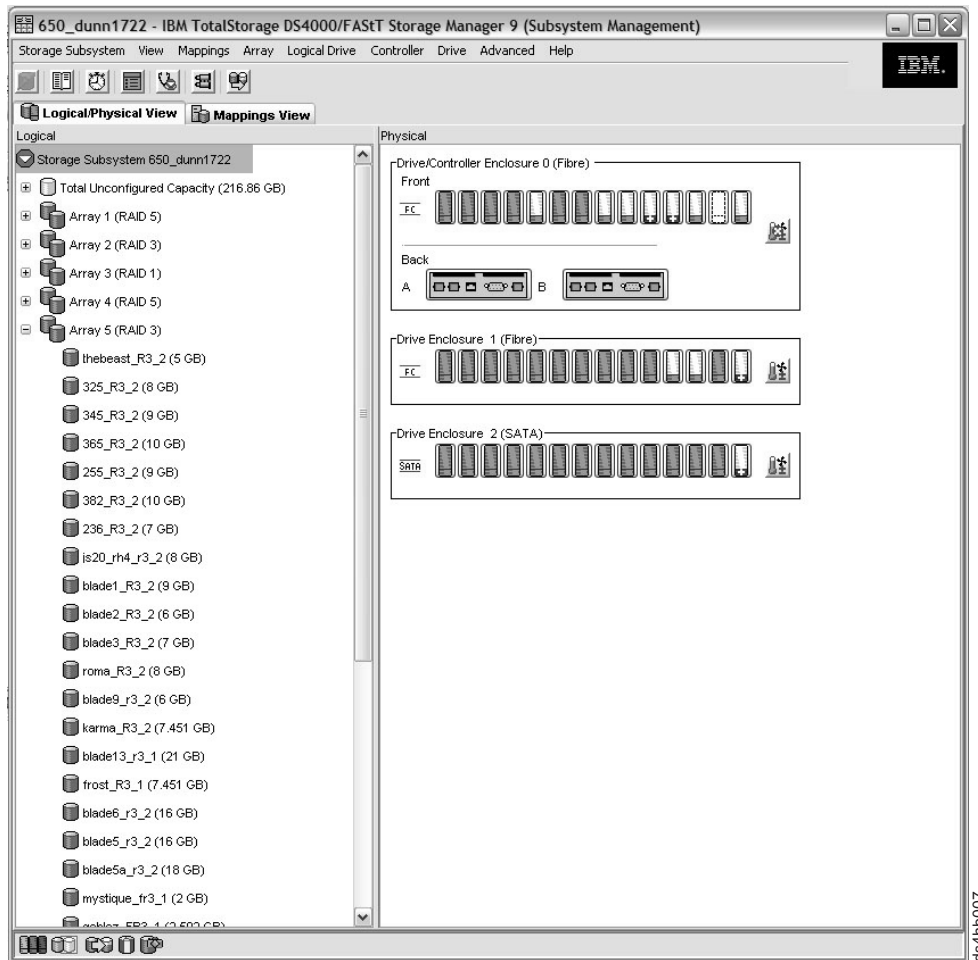 650_dunn1722 - IBM TotalStorage DS4000/FAStT Storage Manager 9 (Subsystem Management)
Storage Subsystem View Mappings Array Logical Drive Controller Drive Advanced Help
IBM.
Logical/Physical View Mappings View
Logical
Storage Subsystem 650_dunn1722
Total Unconfigured Capacity (216.86 GB)
Array 1 (RAID 5)
Array 2 (RAID 3)
Array 3 (RAID 1)
Array 4 (RAID 5)
Array 5 (RAID 3)
thebeast_R3_2 (5 GB)
325_R3_2 (8 GB)
345_R3_2 (9 GB)
365_R3_2 (10 GB)
255_R3_2 (9 GB)
382_R3_2 (10 GB)
236_R3_2 (7 GB)
js20_rh4_r3_2 (8 GB)
blade1_R3_2 (9 GB)
blade2_R3_2 (6 GB)
blade3_R3_2 (7 GB)
roma_R3_2 (8 GB)
blade9_r3_2 (6 GB)
karma_R3_2 (7.451 GB)
blade13_r3_1 (21 GB)
frost_R3_1 (7.451 GB)
blade6_r3_2 (16 GB)
blade5_r3_2 (16 GB)
blade5a_r3_2 (18 GB)
mystique_fr3_1 (2 GB)
Physical
Drive/Controller Enclosure 0 (Fibre)
Front
FC
Back
A B
Drive Enclosure 1 (Fibre)
FC
Drive Enclosure 2 (SATA)
SATA